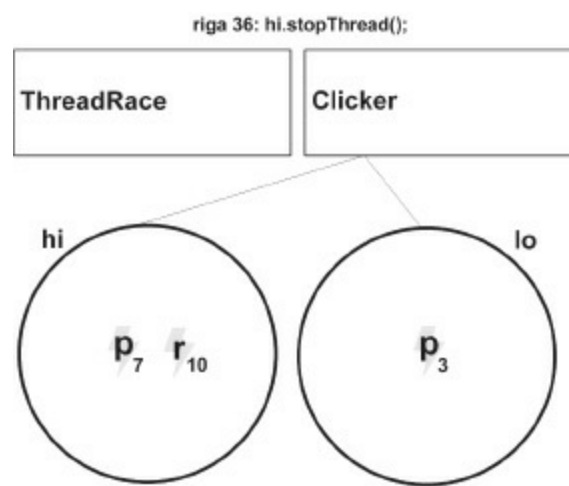 riga 36: hi.stopThread();
ThreadRace
Clicker
hi
lo
p7
r10
p3